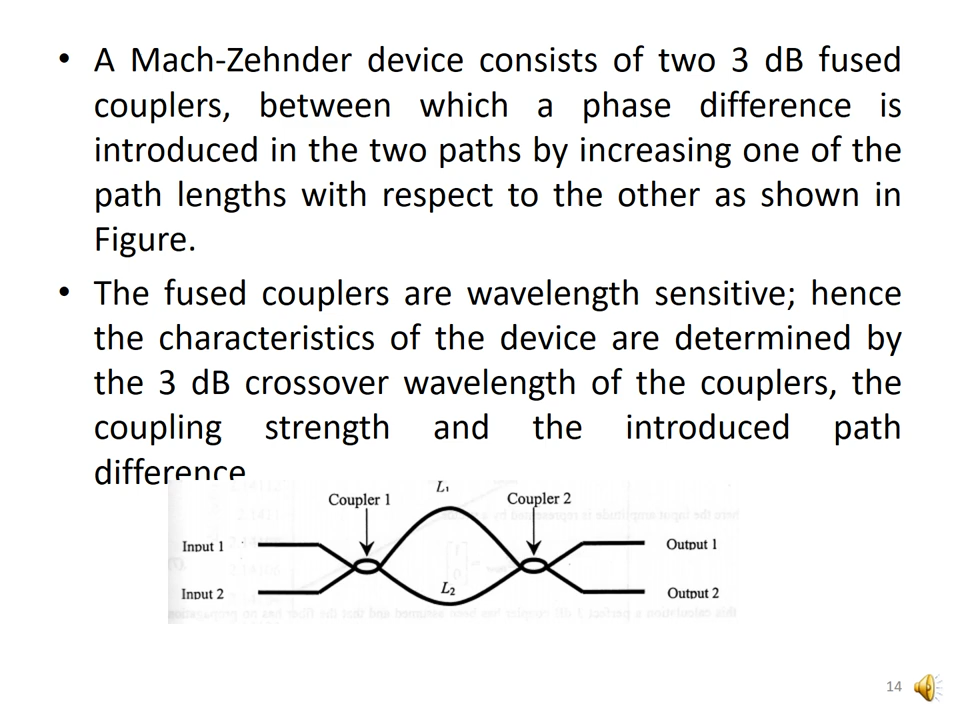 • A Mach-Zehnder device consists of two 3 dB fused
couplers, between which a phase difference is
introduced in the two paths by increasing one of the
path lengths with respect to the other as shown in
Figure.
• The fused couplers are wavelength sensitive; hence
the characteristics of the device are determined by
the 3 dB crossover wavelength of the couplers, the
coupling strength and the introduced path
difference
L₁
Coupler 1
Coupler 2
Input 1
Output 1
L₂
Input 2
Output 2
14